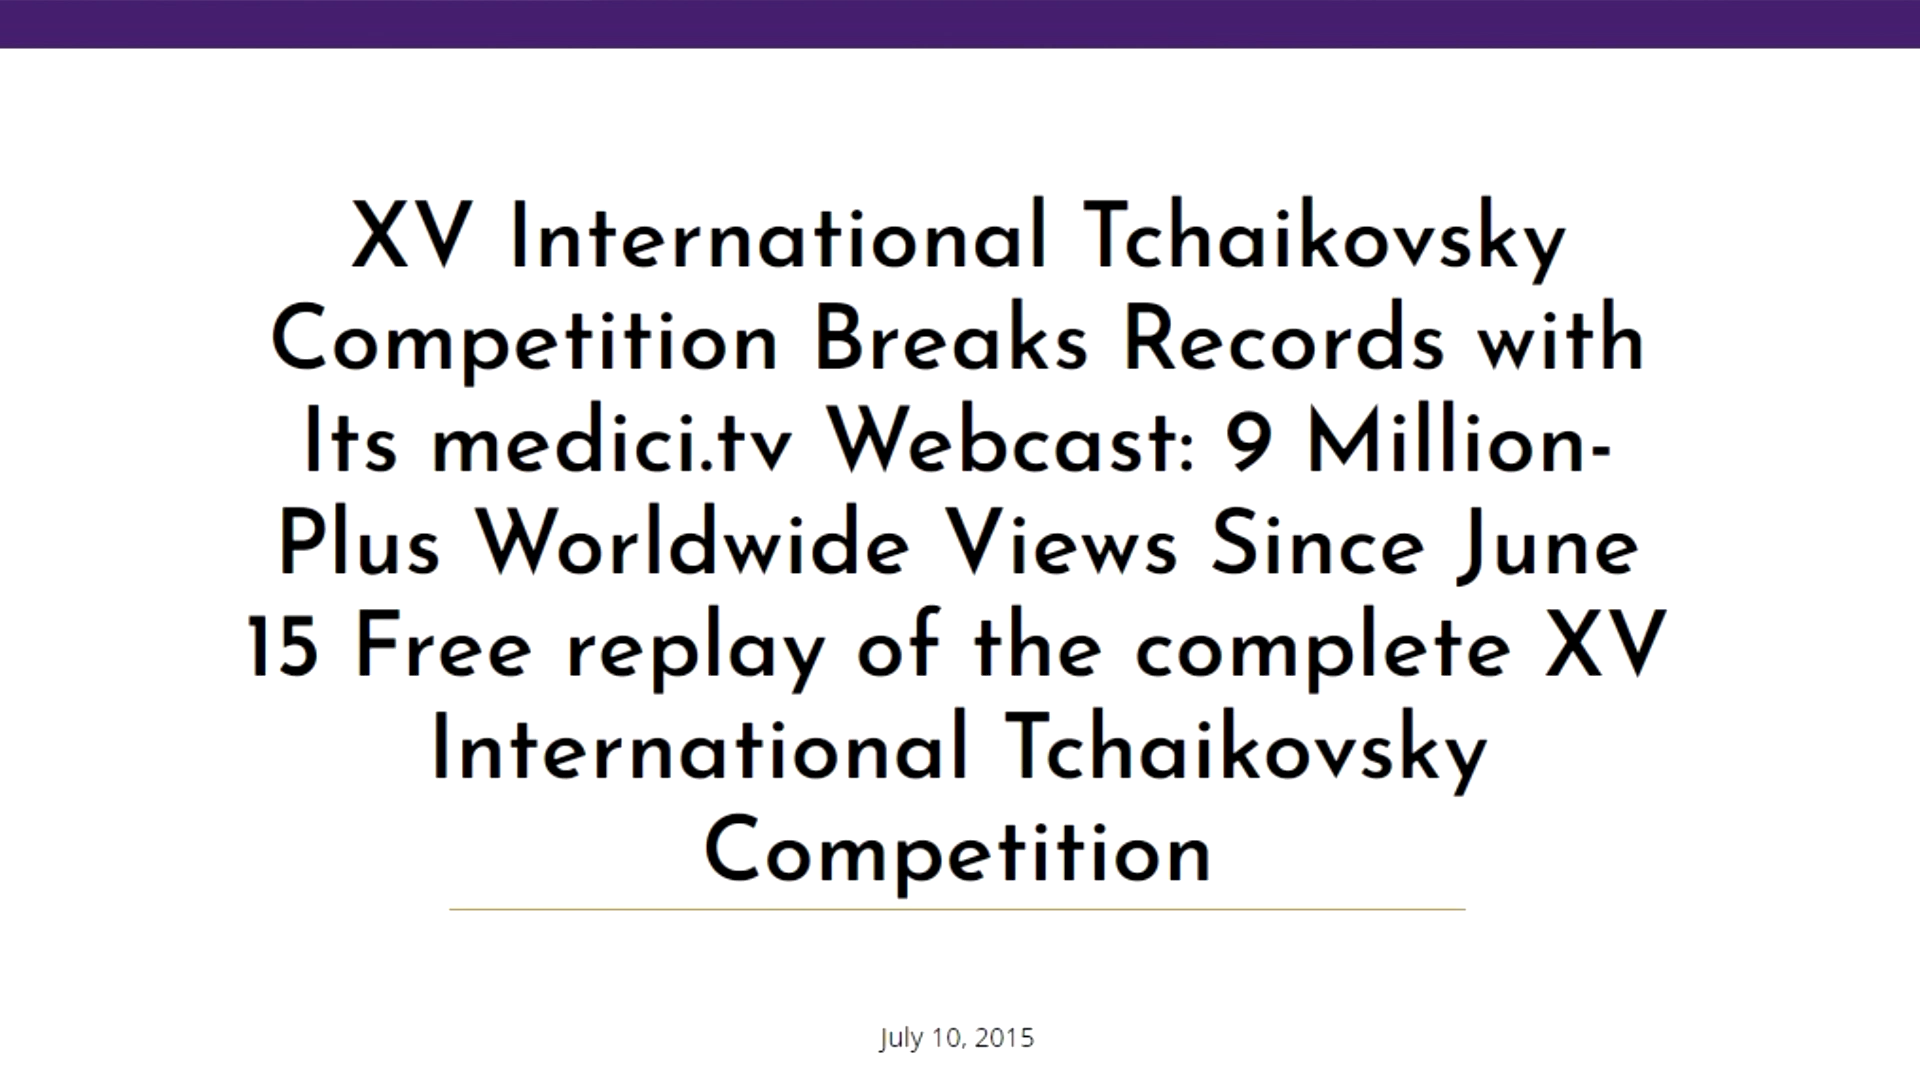 XV International Tchaikovsky
Competition Breaks Records with
Its medici.tv Webcast: 9 Million-
Plus Worldwide Views Since June
15 Free replay of the complete XV
International Tchaikovsky
Competition
July 10, 2015